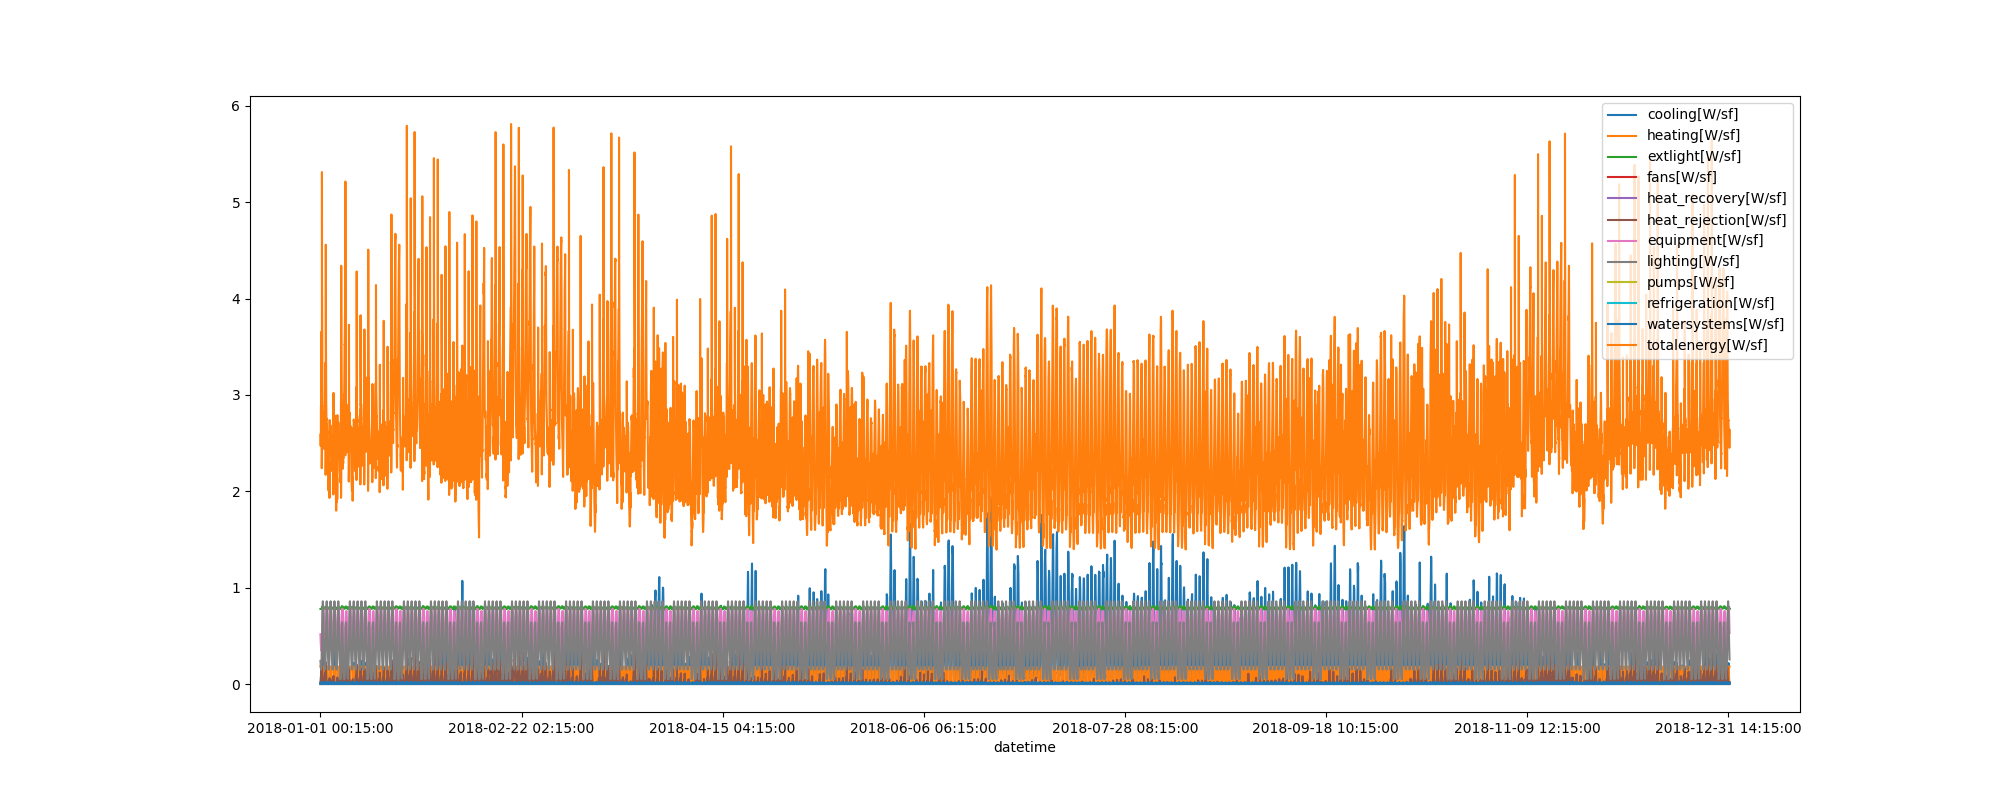 6
5
4
3
2
1
0
cooling[W/sf]
heating[W/sf]
extlight[W/sf]
fans[W/sf]
heat_recovery[W/sf]
heat_rejection[W/sf]
equipment[W/sf]
lighting[W/sf]
pumps[W/sf]
refrigeration[W/sf]
watersystems[W/sf]
totalenergy[W/sf]
2018-01-01 00:15:00 2018-02-22 02:15:00 2018-04-15 04:15:00 2018-06-06 06:15:00 2018-07-28 08:15:00 2018-09-18 10:15:00 2018-11-09 12:15:00 2018-12-31 14:15:00
datetime